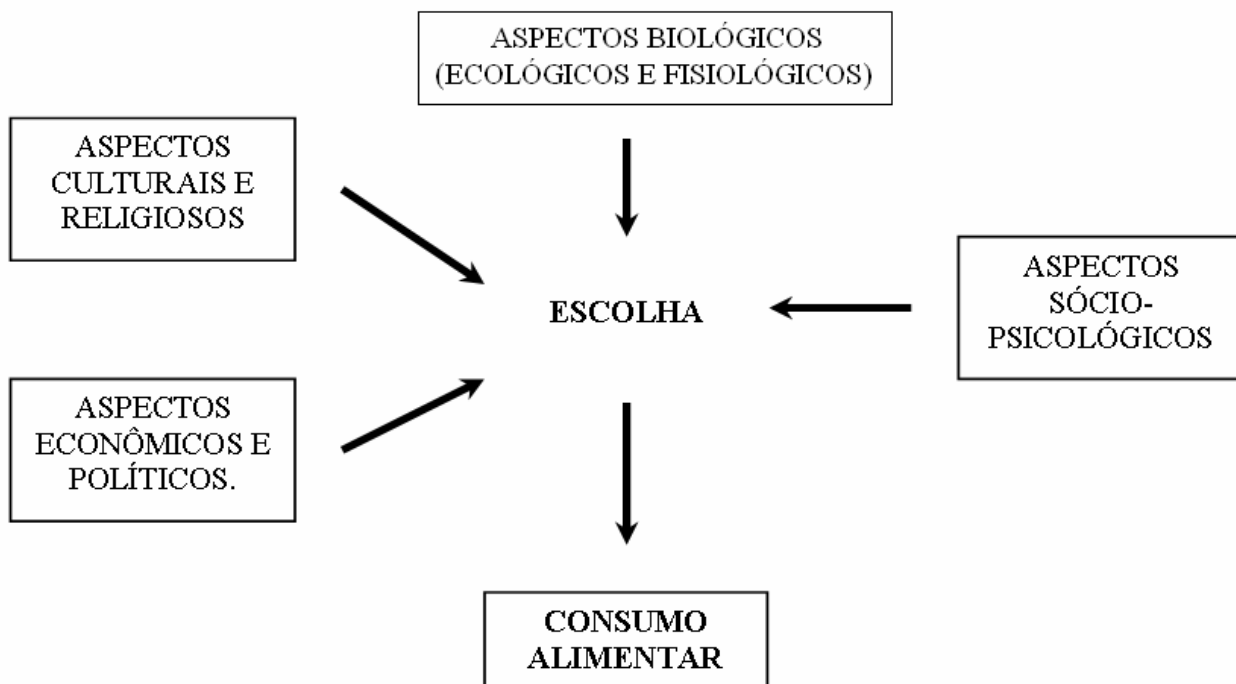 ASPECTOS BIOLÓGICOS
(ECOLÓGICOS E FISIOLÓGICOS)
ASPECTOS
CULTURAIS E
RELIGIOSOS
ASPECTOS
SÓCIO-
PSICOLÓGICOS
ESCOLHA
ASPECTOS
ECONÔMICOS E
POLÍTICOS.
CONSUMO
ALIMENTAR